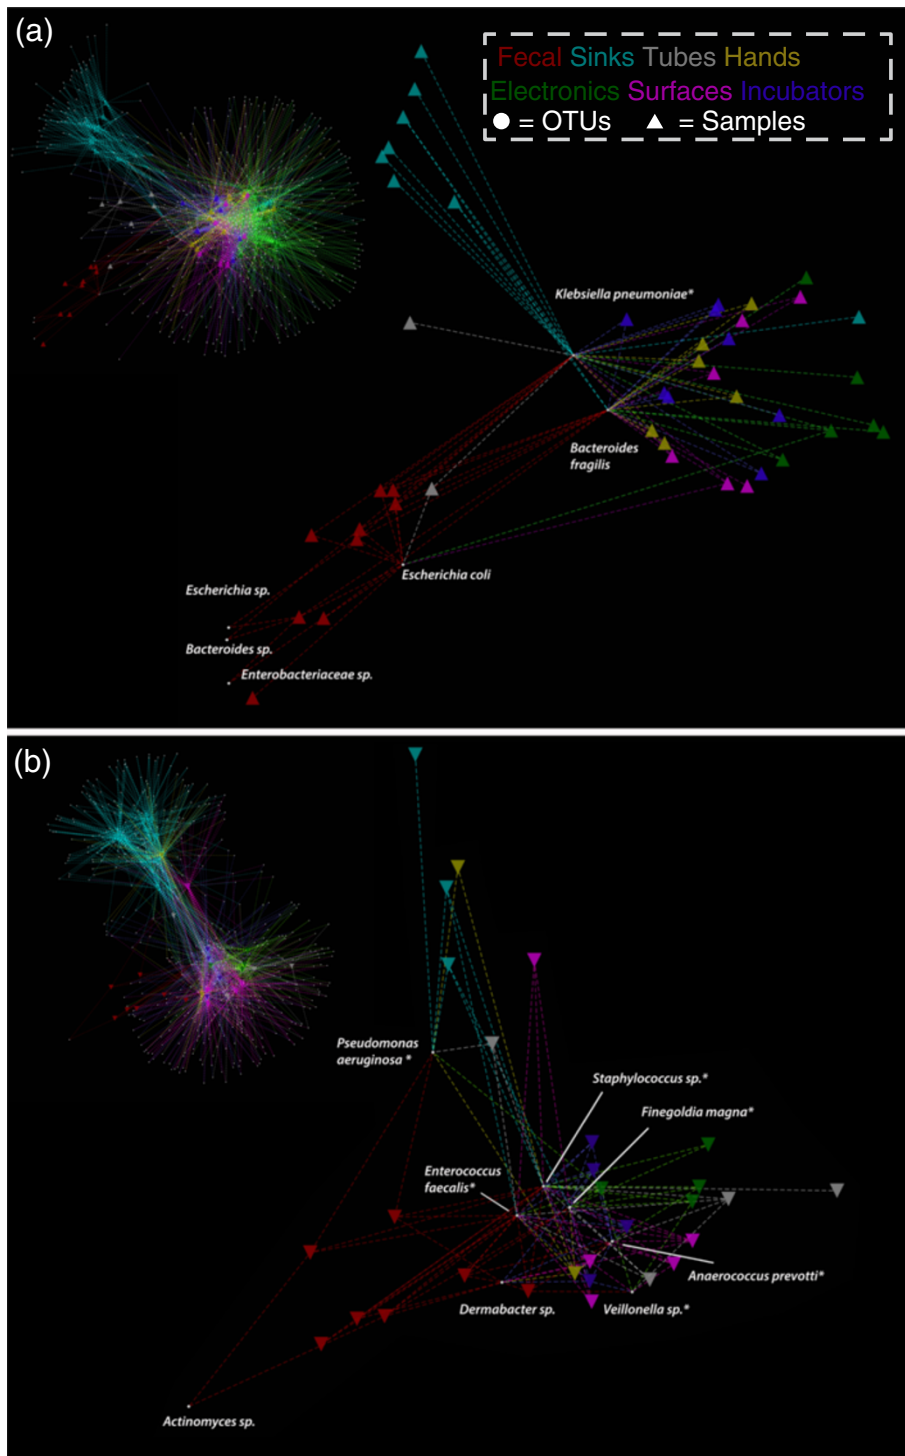 (a)
Fecal Sinks Tubes Hands
Electronics Surfaces Incubators
= OTUs = Samples
Klebsiella pneumoniae*
Bacteroides
fragilis
Escherichia coli
Escherichia sp.
Bacteroides sp.
Enterobacteriaceae sp.
(b)
Pseudomonas
aeruginosa *
Staphylococcus sp.*
Finegoldia magna*
Enterococcus
faecalis*
Anaerococcus prevotti*
Dermabacter sp.
Veillonella sp.*
Actinomyces sp.